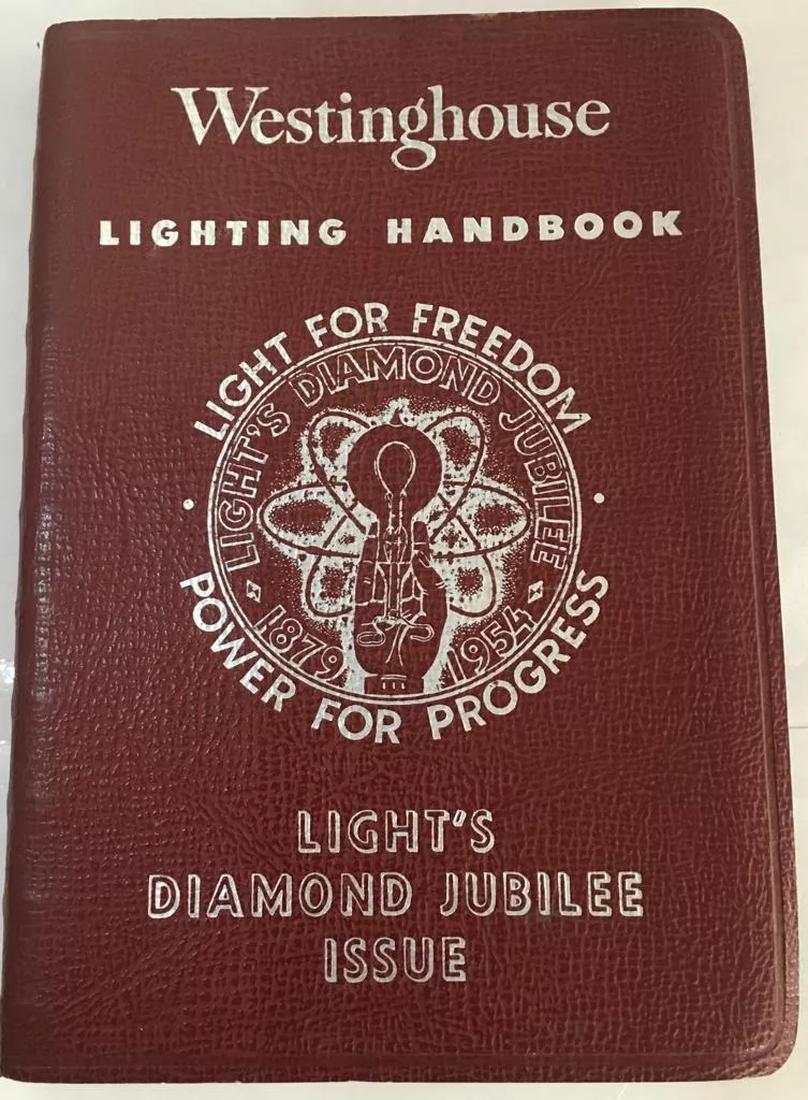 Westinghouse
LIGHTING HANDBOOK
LIGHT FOR FREEDOM
LIGHT'S DIAMOND JUBILEE
1879 1954
POWER FOR PROGRESS
LIGHT'S
DIAMOND JUBILEE
ISSUE